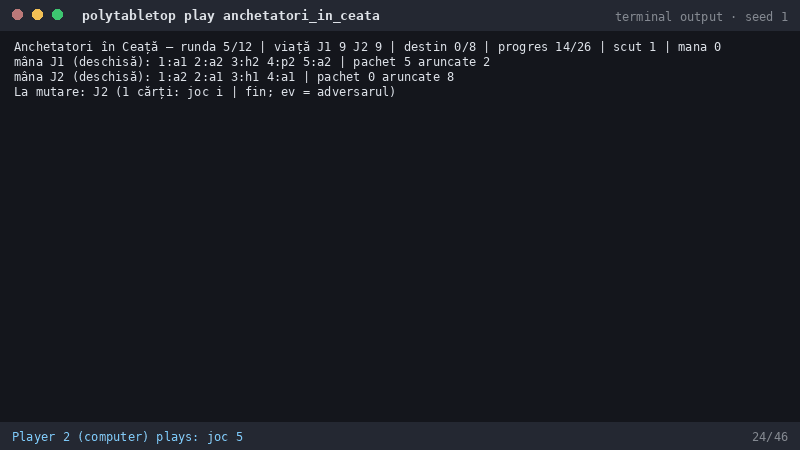 polytabletop play anchetatori_in_ceata
terminal output · seed 1
Anchetatori în Ceață — runda 5/12 | viață J1 9 J2 9 | destin 0/8 | progres 14/26 | scut 1 | mana 0
mâna J1 (deschisă): 1:a1 2:a2 3:h2 4:p2 5:a2 | pachet 5 aruncate 2
mâna J2 (deschisă): 1:a2 2:a1 3:h1 4:a1 | pachet 0 aruncate 8
La mutare: J2 (1 cărți: joc i | fin; ev = adversarul)
Player 2 (computer) plays: joc 5
24/46